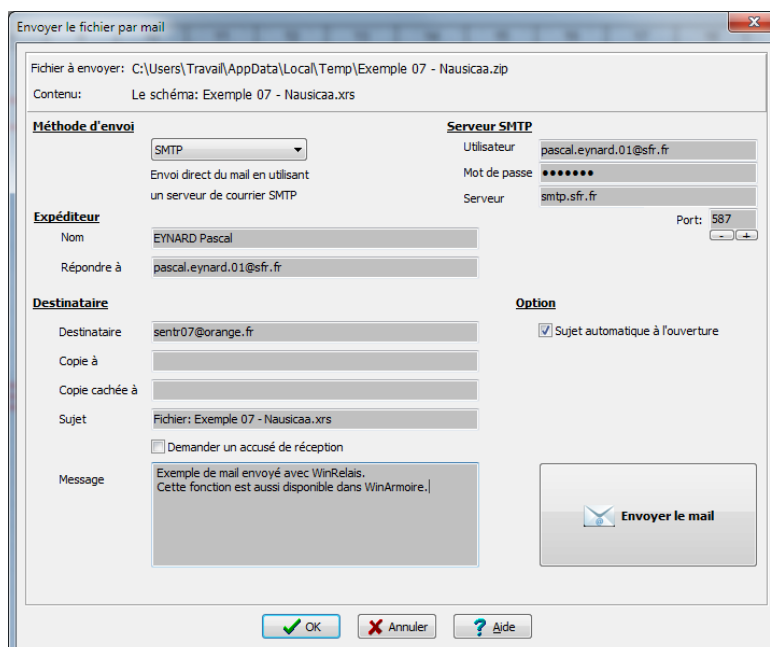 Envoyer le fichier par mail
Fichier à envoyer: C:\Users\Travail\AppData\Local\Temp\Exemple 07 - Nausicaa.zip
Contenu: Le schéma: Exemple 07 - Nausicaa.xrs
Méthode d'envoi
SMTP
Envoi direct du mail en utilisant
un serveur de courrier SMTP
Serveur SMTP
Utilisateur pascal.eynard.01@sfr.fr
Mot de passe •••••••
Serveur smtp.sfr.fr
Port: 587
- +
Expéditeur
Nom EYNARD Pascal
Répondre à pascal.eynard.01@sfr.fr
Destinataire
Destinataire sentr07@orange.fr
Copie à
Copie cachée à
Sujet Fichier: Exemple 07 - Nausicaa.xrs
Demander un accusé de réception
Option
Sujet automatique à l'ouverture
Message Exemple de mail envoyé avec WinRelais.
Cette fonction est aussi disponible dans WinArmoire.
Envoyer le mail
OK Annuler Aide